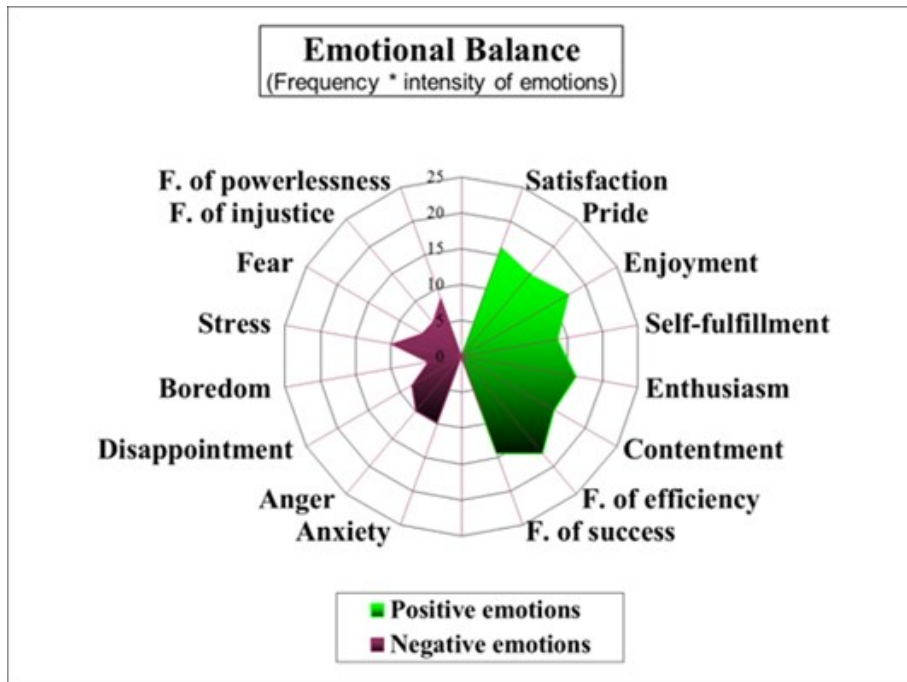 Emotional Balance
(Frequency * intensity of emotions)
F. of powerlessness
25
Satisfaction
F. of injustice
20
Pride
Fear
15
Enjoyment
10
Stress
5
Self-fulfillment
0
Boredom
Enthusiasm
Disappointment
Contentment
Anger
F. of efficiency
Anxiety
F. of success
Positive emotions
Negative emotions